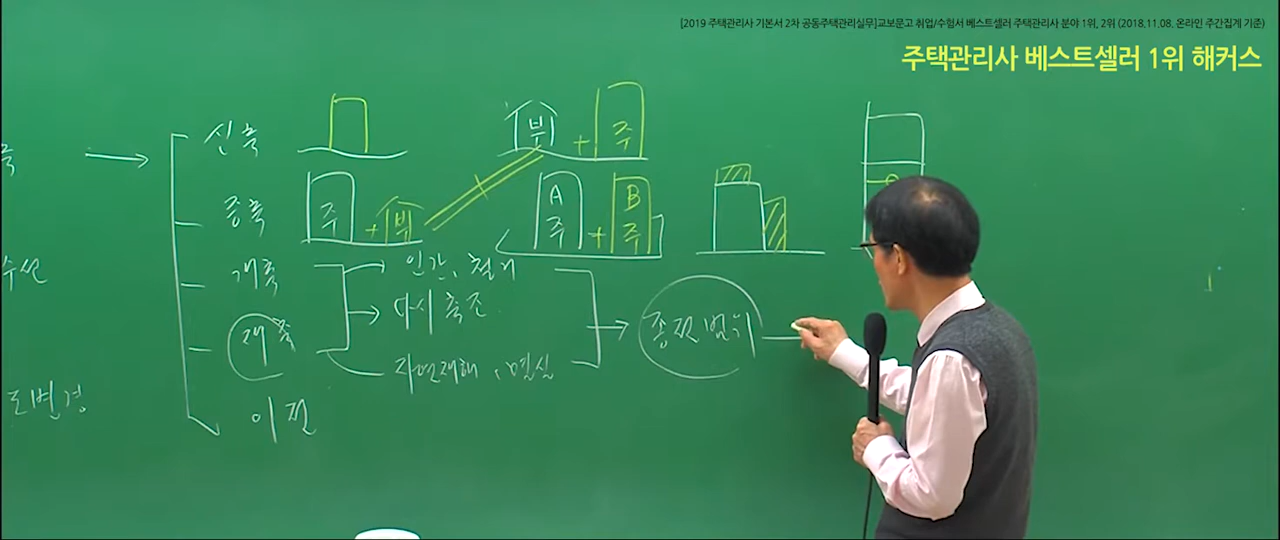 [2019 주택관리사 기본서 2차 공동주택관리실무]교보문고 취업/수험서 베스트셀러 주택관리사 분야 1위, 2위 (2018.11.08. 온라인 주간집계 기준)
주택관리사 베스트셀러 1위 해커스
신축
부 + 주
증축
주 + 부
A 주 + B 주
개축
인간, 철거
수선
다시 축조
재축
종전범위
자연재해, 멸실
도변경
이전